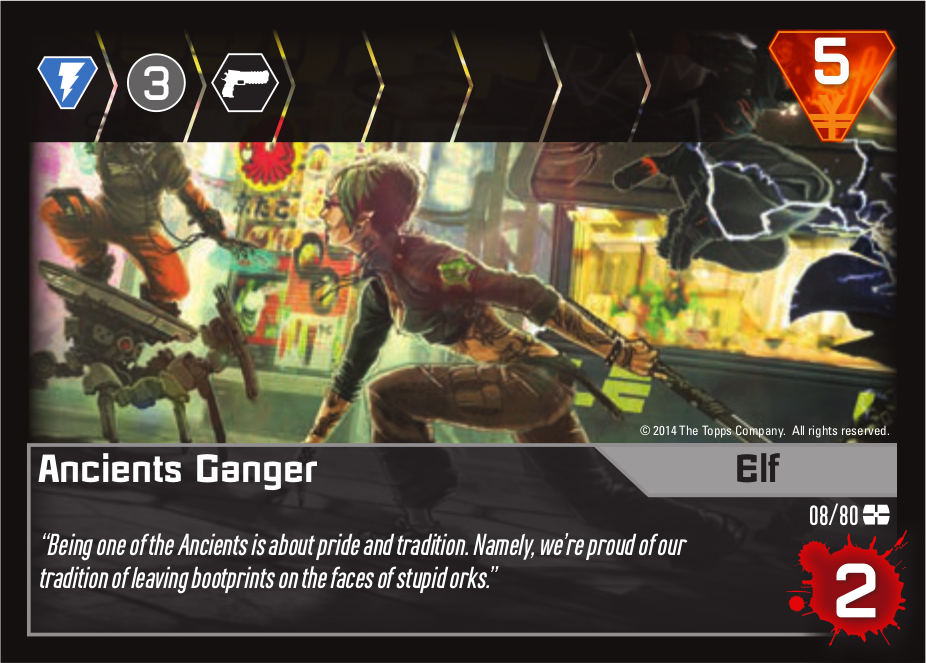 3
5
¥
© 2014 The Topps Company. All rights reserved.
Ancients Ganger
Elf
08/80
“Being one of the Ancients is about pride and tradition. Namely, we’re proud of our
tradition of leaving bootprints on the faces of stupid orks.”
2